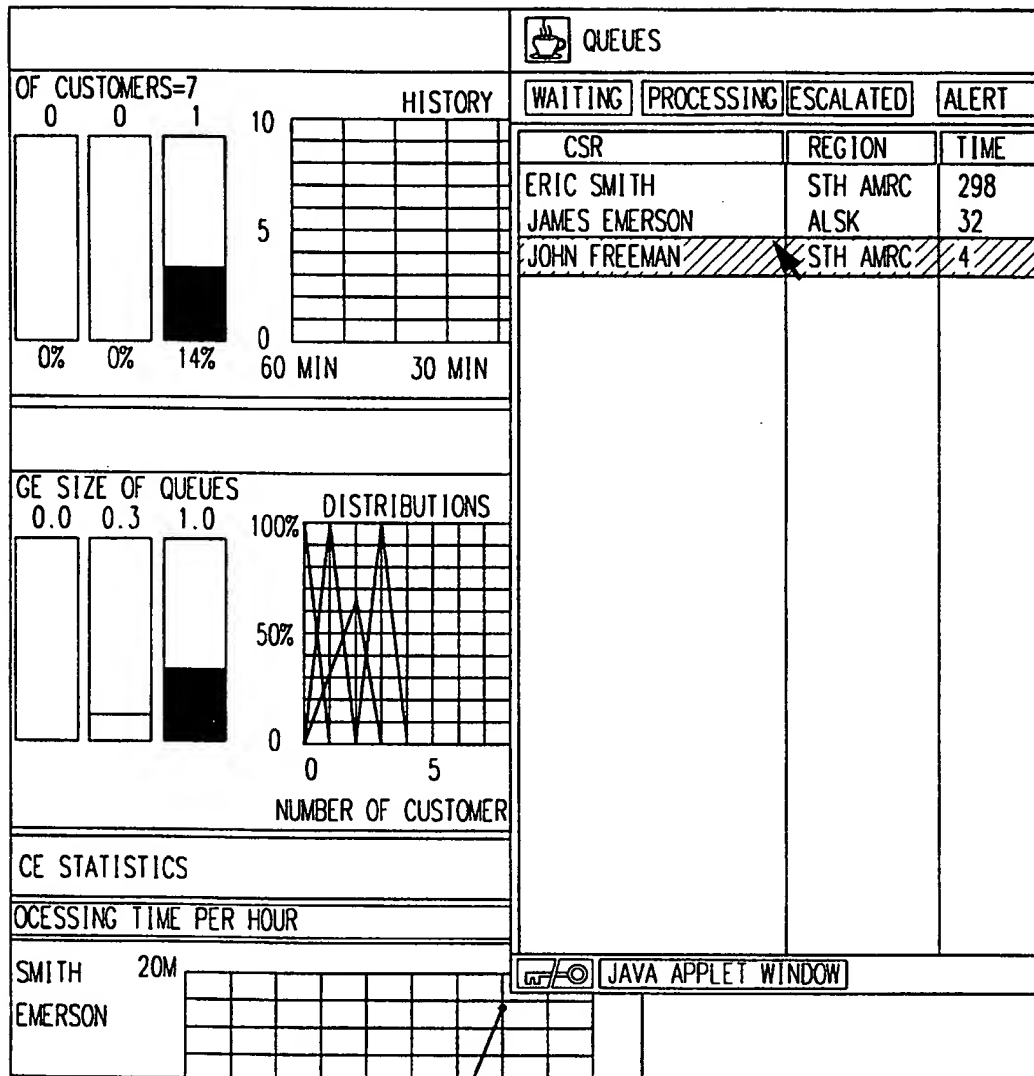 OF CUSTOMERS=7
0 0 1
HISTORY
10
5
0
0% 0% 14%
60 MIN 30 MIN
GE SIZE OF QUEUES
0.0 0.3 1.0
DISTRIBUTIONS
100%
50%
0
0 5
NUMBER OF CUSTOMER
CE STATISTICS
OCESSING TIME PER HOUR
SMITH
EMERSON
20M
QUEUES
WAITING PROCESSING ESCALATED ALERT
CSR REGION TIME
ERIC SMITH STH AMRC 298
JAMES EMERSON ALSK 32
JOHN FREEMAN STH AMRC 4
JAVA APPLET WINDOW